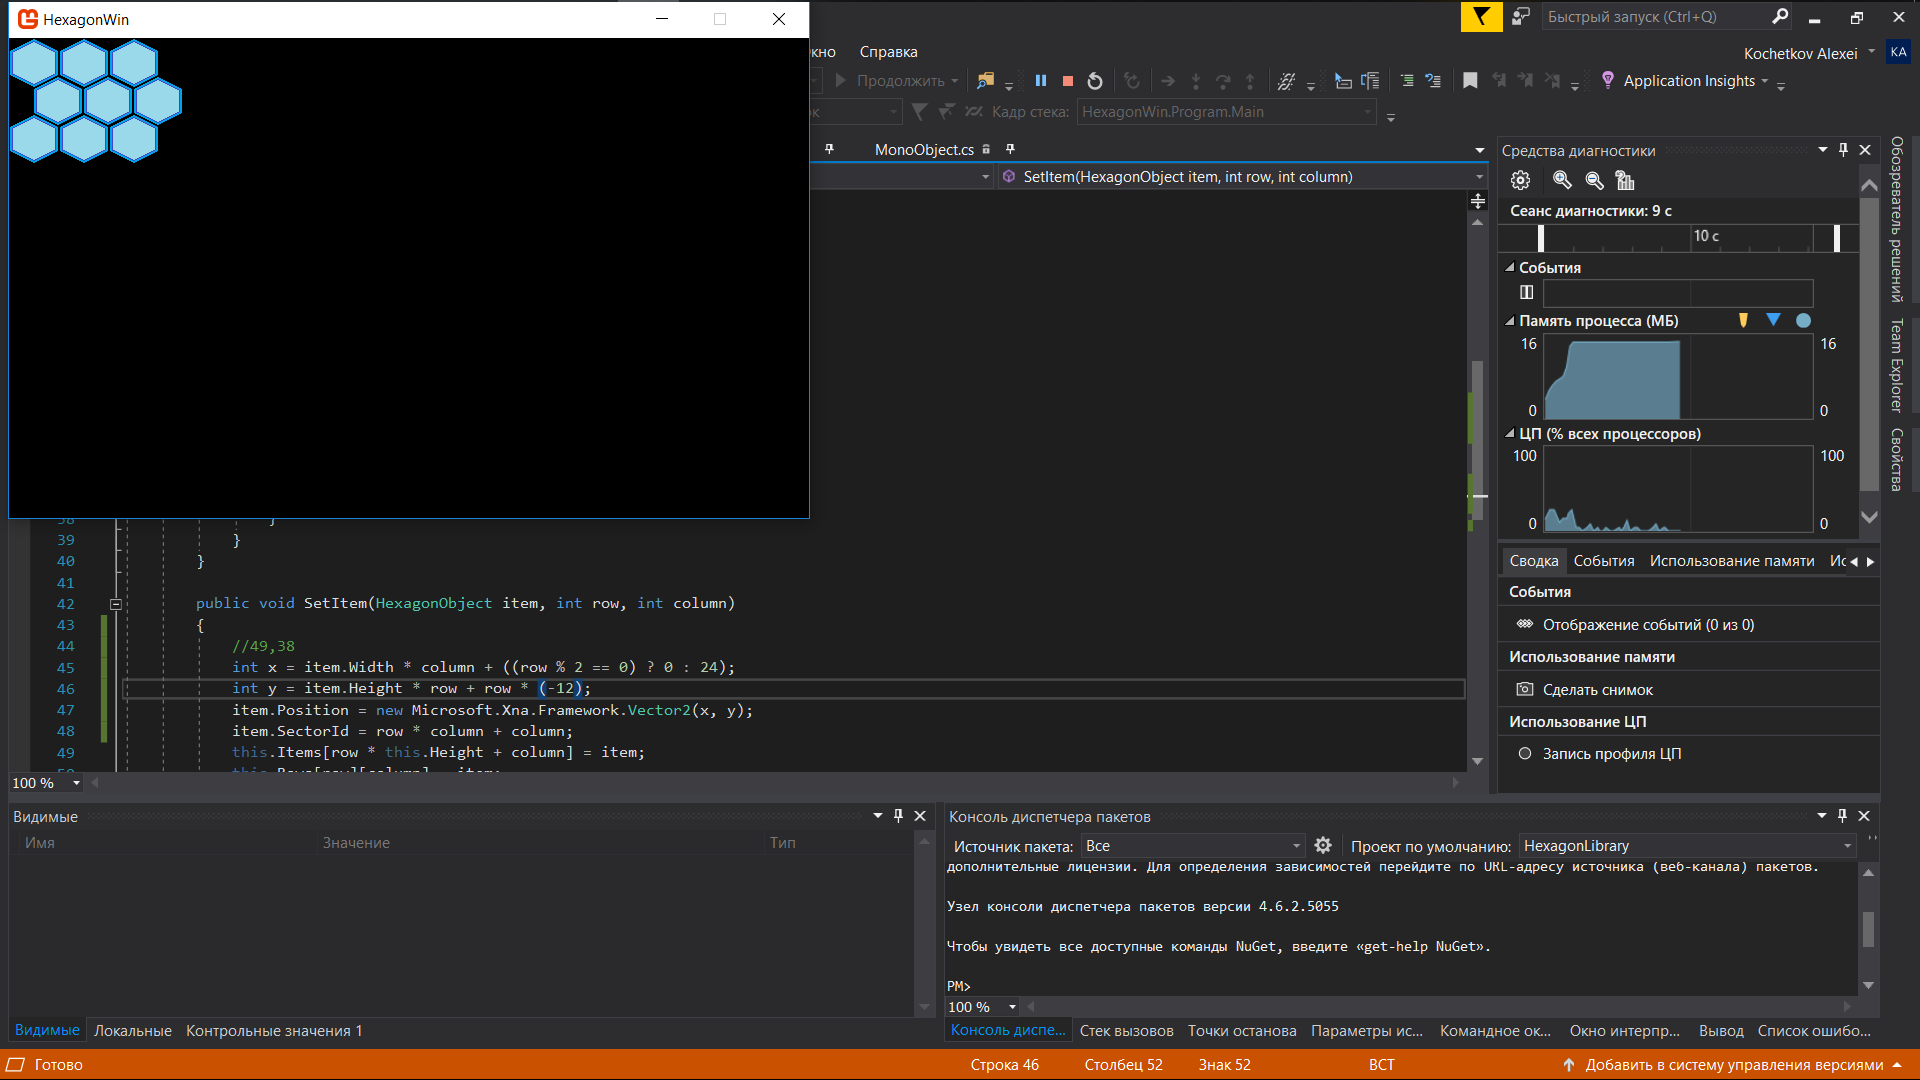 HexagonWin
Быстрый запуск (Ctrl+Q)
кно Справка
Kochetkov Alexei KA
Продолжить
Application Insights
ок Кадр стека: HexagonWin.Program.Main
MonoObject.cs
SetItem(HexagonObject item, int row, int column)
38 }
39 }
40 }
41
42 public void SetItem(HexagonObject item, int row, int column)
43 {
44 //49,38
45 int x = item.Width * column + ((row % 2 == 0) ? 0 : 24);
46 int y = item.Height * row + row * (-12);
47 item.Position = new Microsoft.Xna.Framework.Vector2(x, y);
48 item.SectorId = row * column + column;
49 this.Items[row * this.Height + column] = item;
100 %
Средства диагностики
Сеанс диагностики: 9 с
10 с
События
Память процесса (МБ)
16 16
0 0
ЦП (% всех процессоров)
100 100
0 0
Сводка События Использование памяти Ис
События
Отображение событий (0 из 0)
Использование памяти
Сделать снимок
Использование ЦП
Запись профиля ЦП
Обозреватель решений
Team Explorer
Свойства
Видимые
Имя Значение Тип
Видимые Локальные Контрольные значения 1
Консоль диспетчера пакетов
Источник пакета: Все Проект по умолчанию: HexagonLibrary
дополнительные лицензии. Для определения зависимостей перейдите по URL-адресу источника (веб-канала) пакетов.
Узел консоли диспетчера пакетов версии 4.6.2.5055
Чтобы увидеть все доступные команды NuGet, введите «get-help NuGet».
PM>
100 %
Консоль диспе... Стек вызовов Точки останова Параметры ис... Командное ок... Окно интерпр... Вывод Список ошибо...
Готово Строка 46 Столбец 52 Знак 52 ВСТ Добавить в систему управления версиями